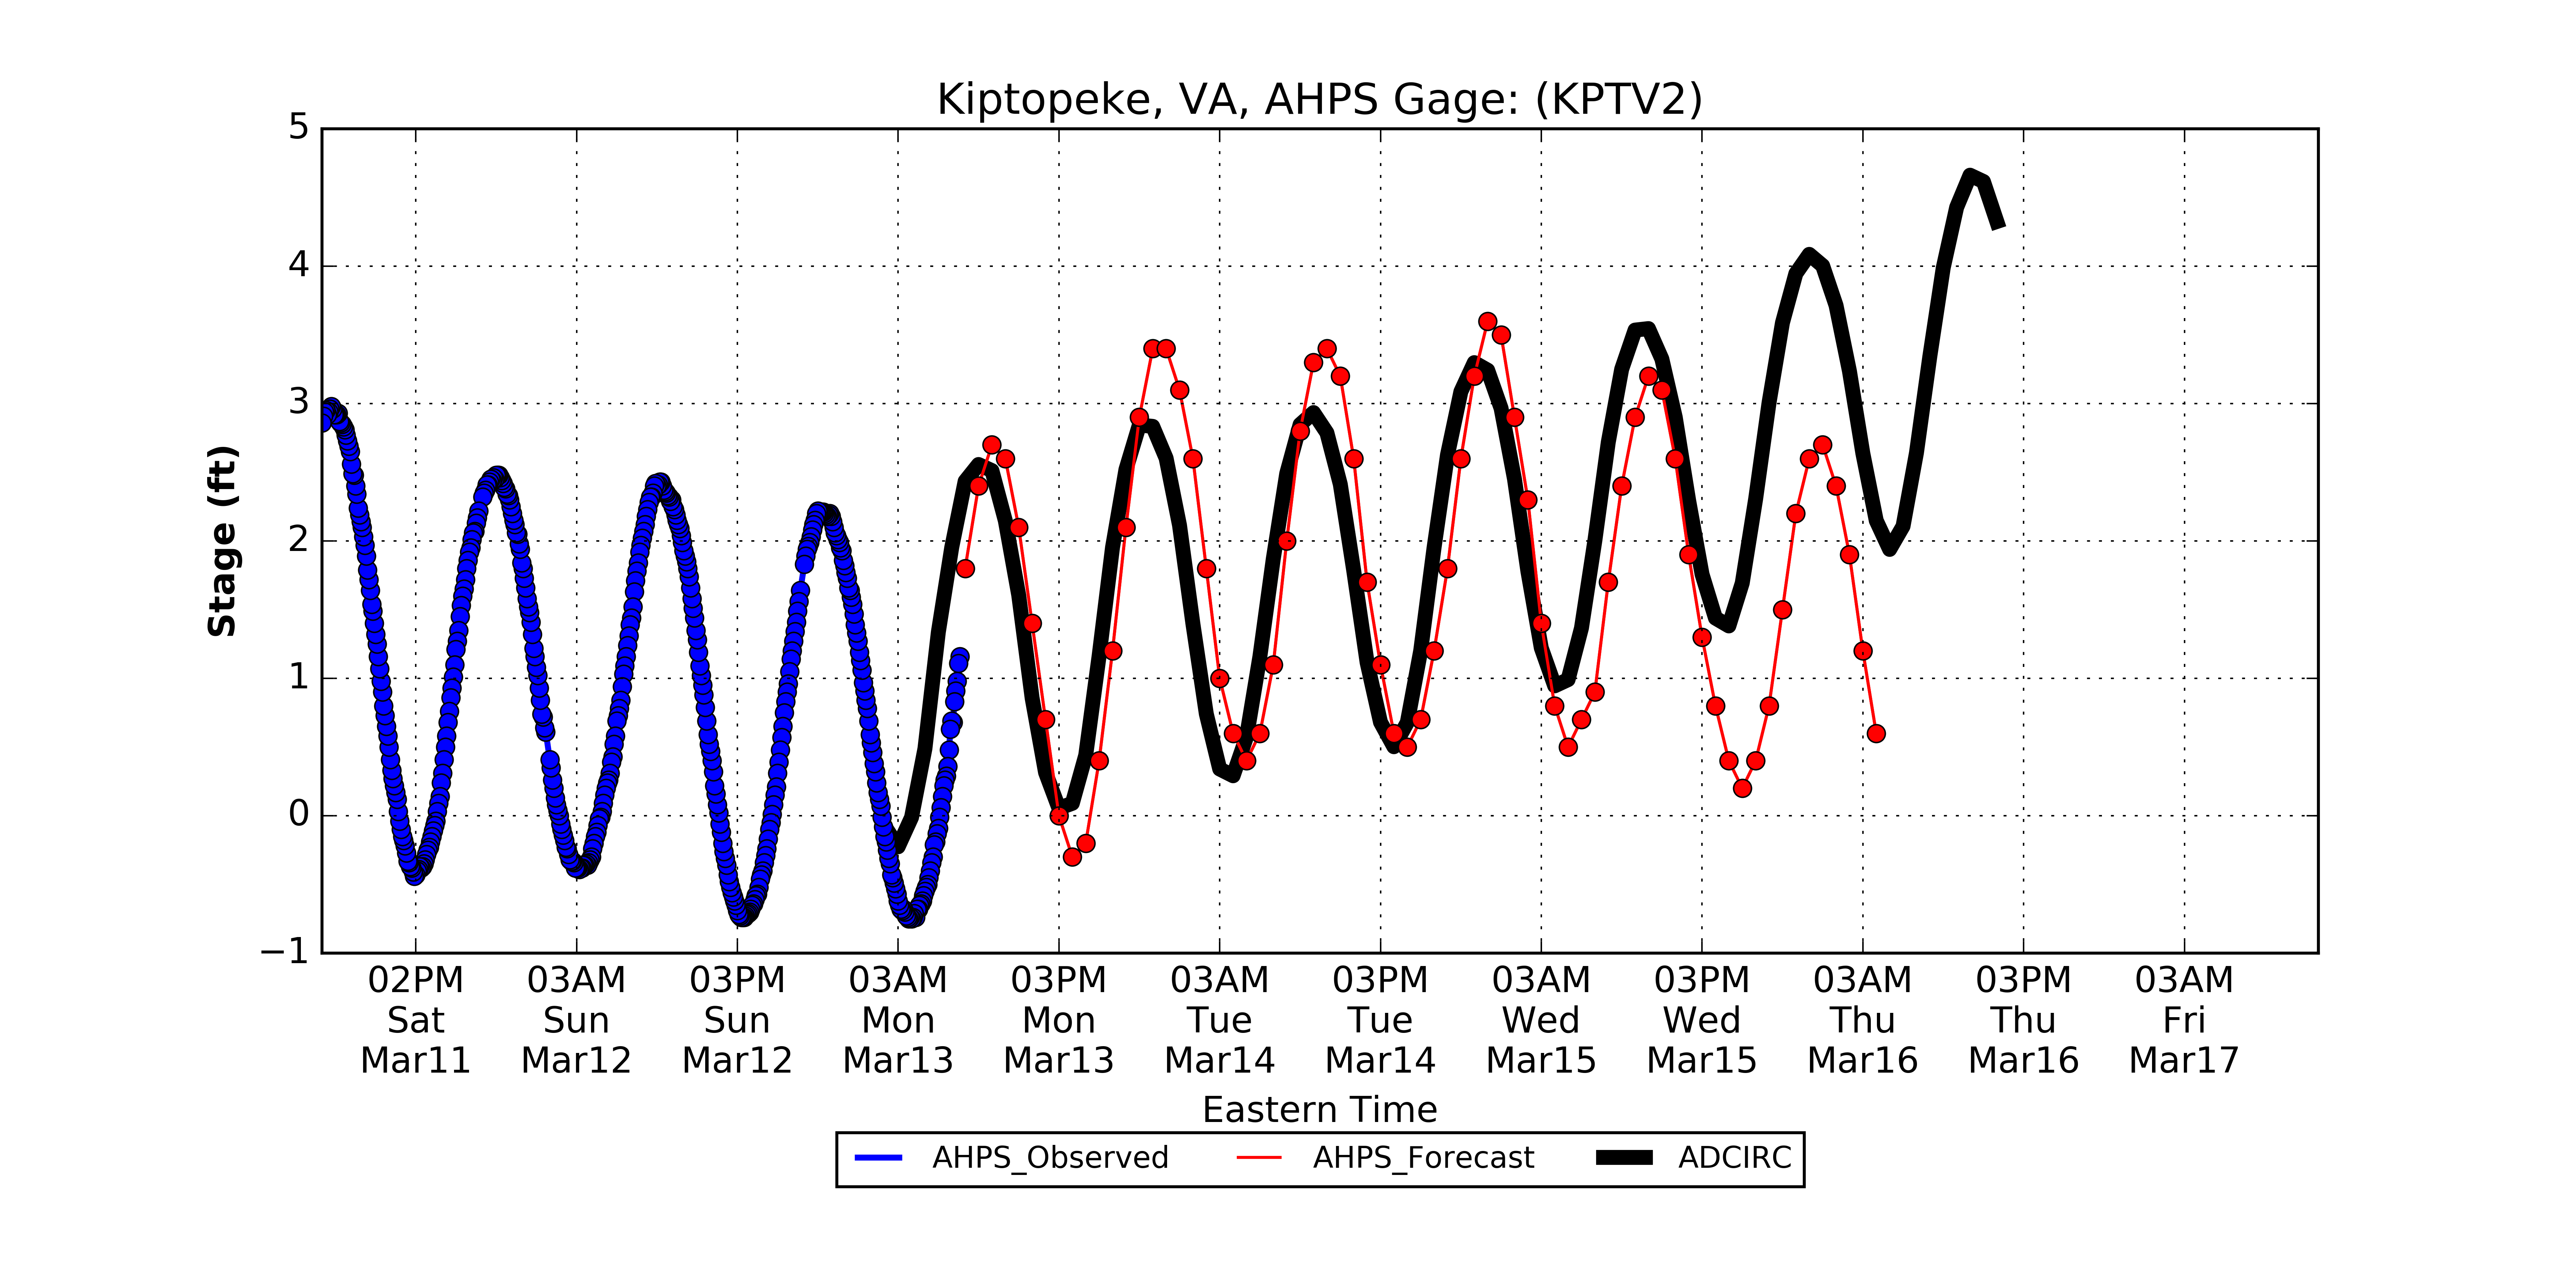 Kiptopeke, VA, AHPS Gage: (KPTV2)
5
4
3
2
1
0
−1
Stage (ft)
02PM 03AM 03PM 03AM 03PM 03AM 03PM 03AM 03PM 03AM 03PM 03AM
Sat Sun Sun Mon Mon Tue Tue Wed Wed Thu Thu Fri
Mar11 Mar12 Mar12 Mar13 Mar13 Mar14 Mar14 Mar15 Mar15 Mar16 Mar16 Mar17
Eastern Time
AHPS_Observed AHPS_Forecast ADCIRC